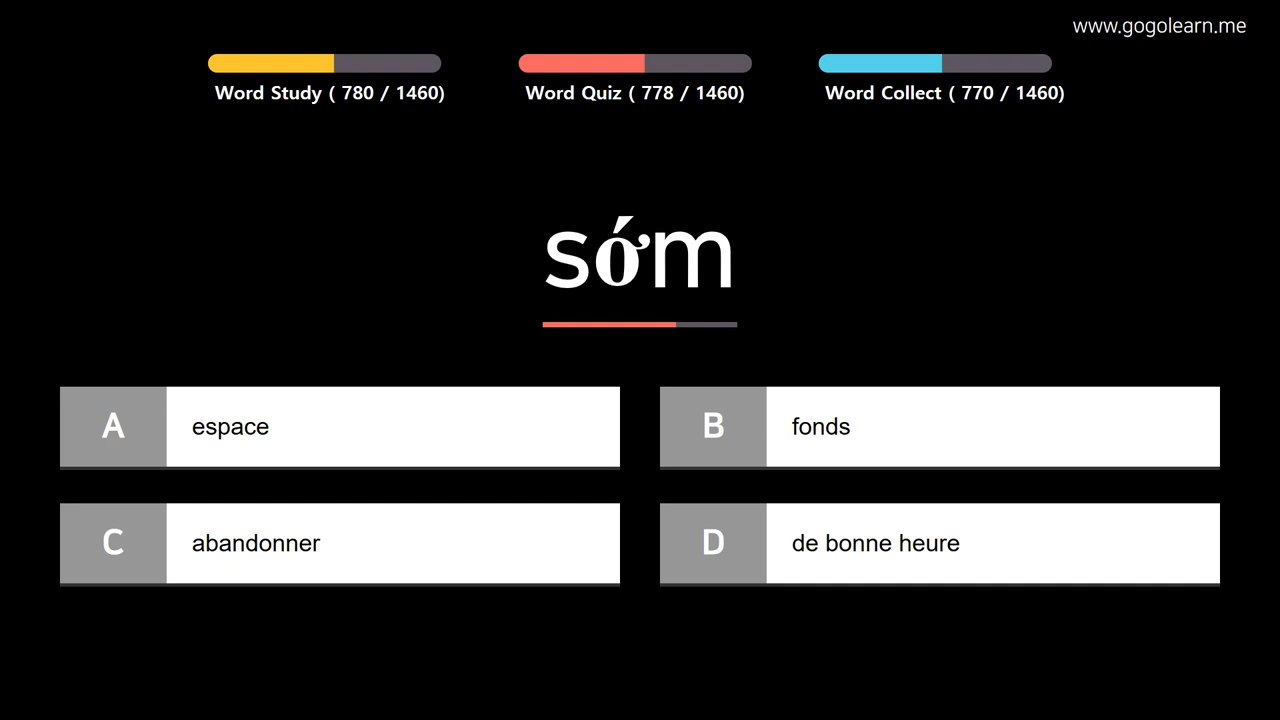 www.gogolearn.me
Word Study ( 780 / 1460)
Word Quiz ( 778 / 1460)
Word Collect ( 770 / 1460)
sớm
A
espace
B
fonds
C
abandonner
D
de bonne heure